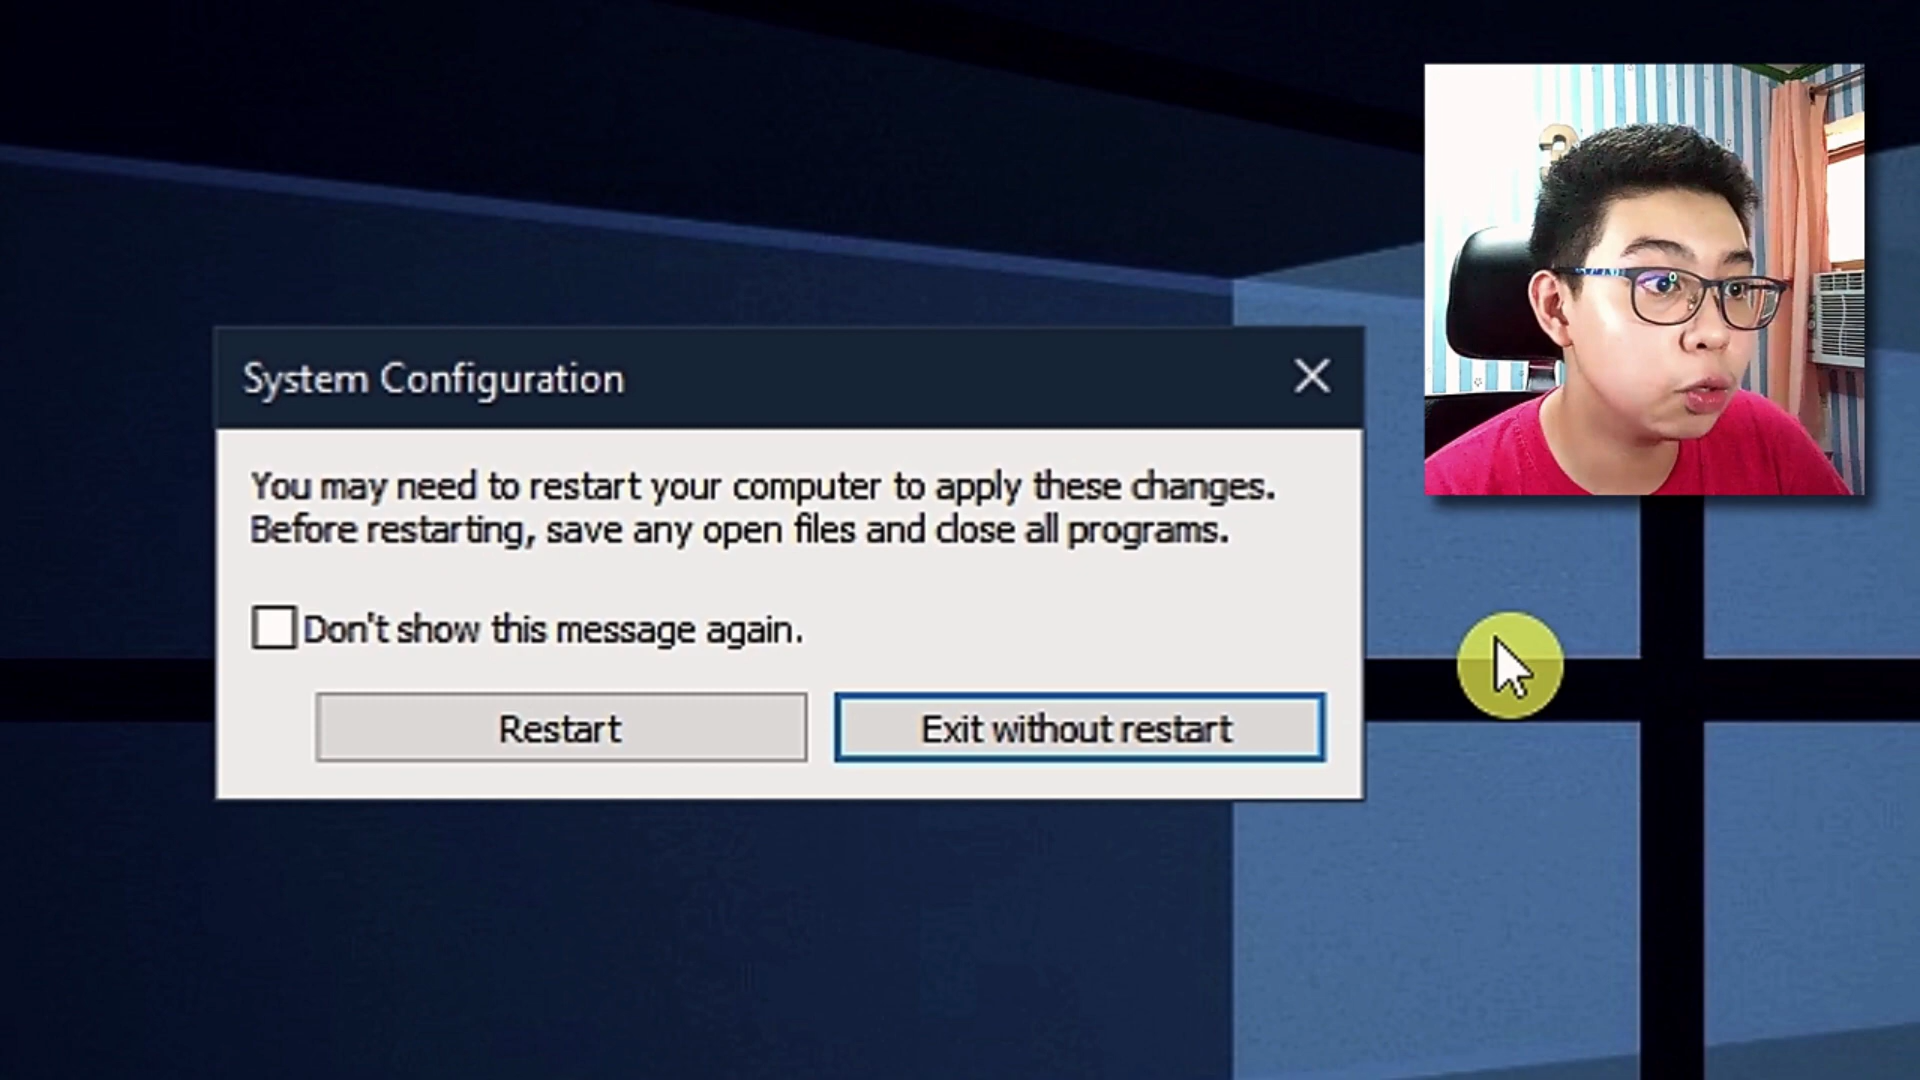 System Configuration
You may need to restart your computer to apply these changes.
Before restarting, save any open files and close all programs.
Don't show this message again.
Restart
Exit without restart